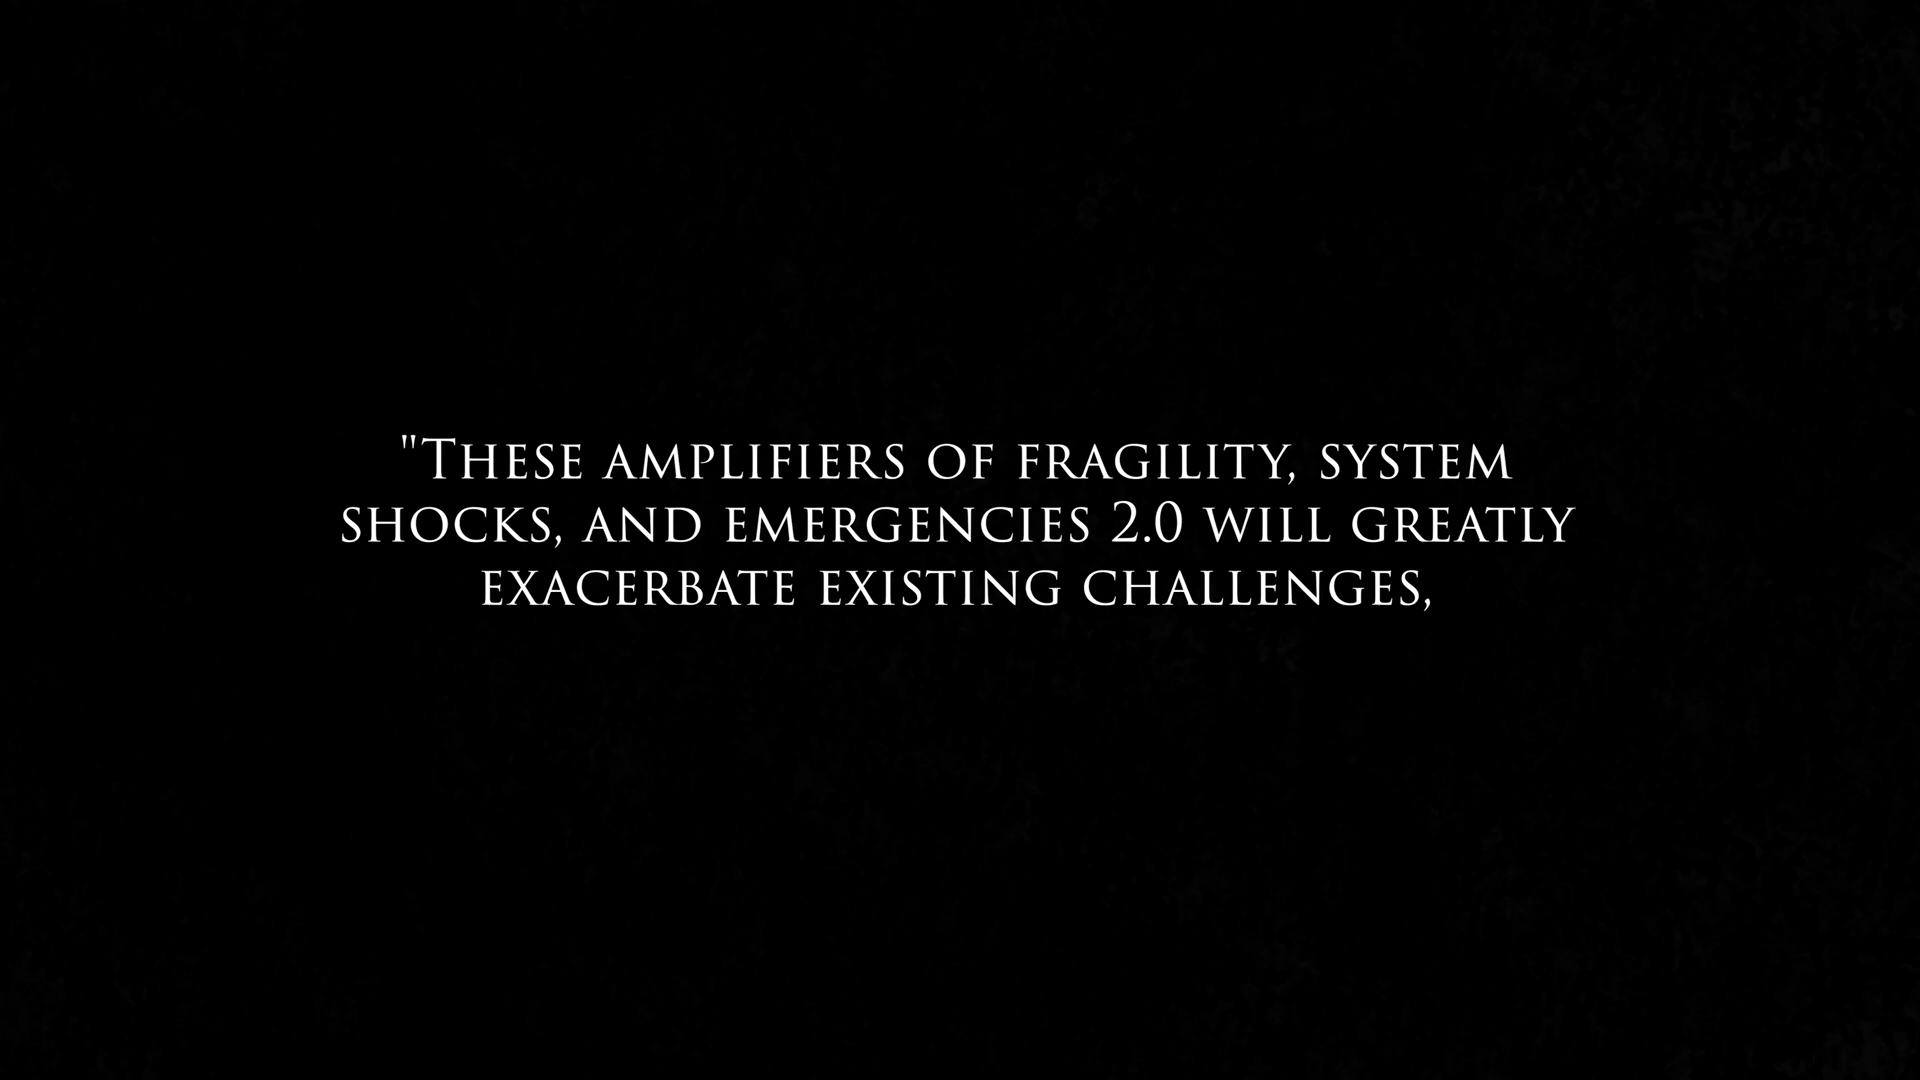 "These amplifiers of fragility, system
shocks, and emergencies 2.0 will greatly
exacerbate existing challenges,